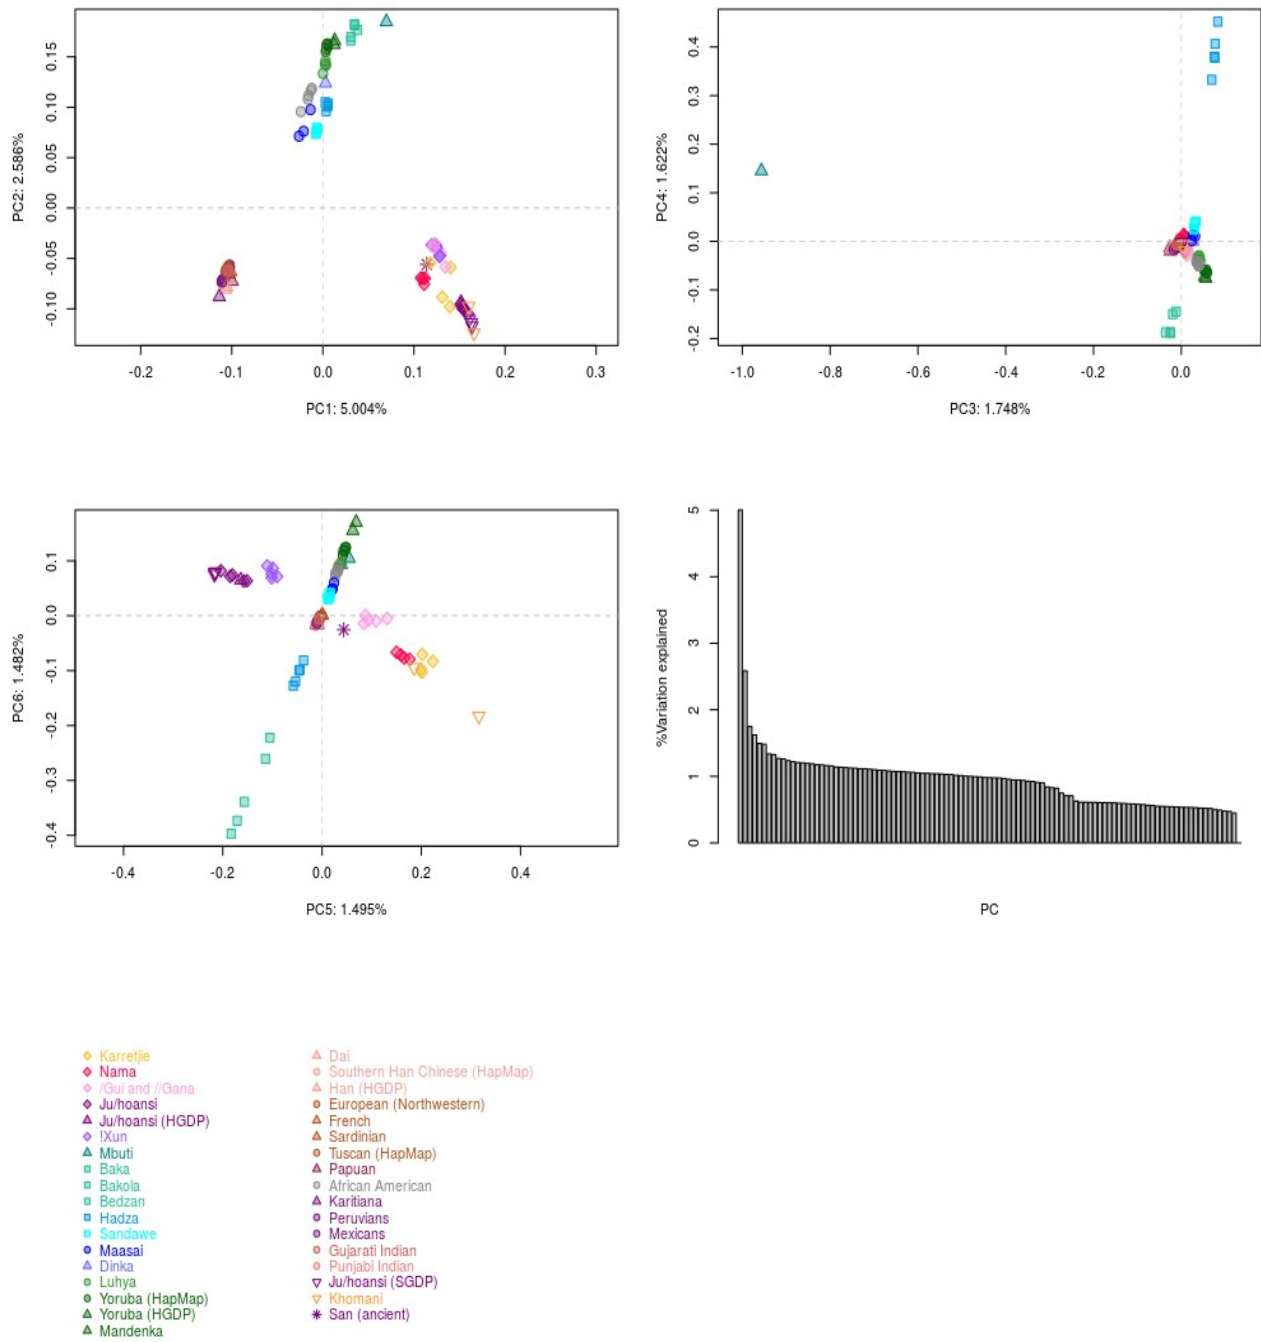 0.15
0.10
0.05
0.00
-0.05
-0.10
PC2: 2.586%
-0.2 -0.1 0.0 0.1 0.2 0.3
PC1: 5.004%
0.4
0.3
0.2
0.1
0.0
-0.1
-0.2
PC4: 1.622%
-1.0 -0.8 -0.6 -0.4 -0.2 0.0
PC3: 1.748%
0.1
0.0
-0.1
-0.2
-0.3
-0.4
PC6: 1.482%
-0.4 -0.2 0.0 0.2 0.4
PC5: 1.495%
5
4
3
2
1
0
%Variation explained
PC
Karretjie
Nama
/Gui and //Gana
Ju/hoansi
Ju/hoansi (HGDP)
!Xun
Mbuti
Baka
Bakola
Bedzan
Hadza
Sandawe
Maasai
Dinka
Luhya
Yoruba (HapMap)
Yoruba (HGDP)
Mandenka
Dai
Southern Han Chinese (HapMap)
Han (HGDP)
European (Northwestern)
French
Sardinian
Tuscan (HapMap)
Papuan
African American
Karitiana
Peruvians
Mexicans
Gujarati Indian
Punjabi Indian
Ju/hoansi (SGDP)
Khomani
San (ancient)